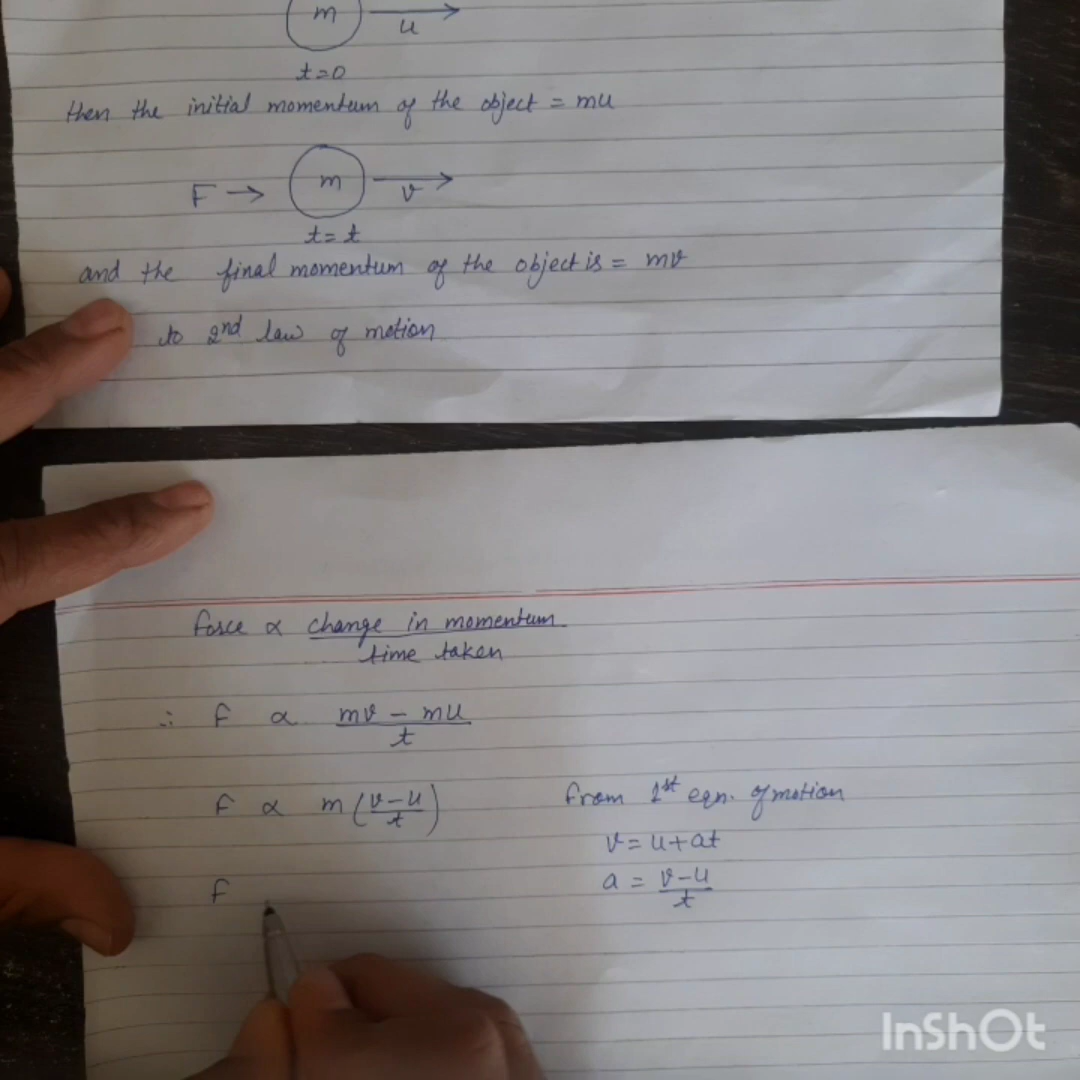 m u
t=0
then the initial momentum of the object = mu
F → m v
t= t
and the final momentum of the object is = mv
to 2nd law of motion
Force ∝ change in momentum
time taken
∴ F ∝ mv - mu
t
F ∝ m (v-u/t)
From 1st eqn. of motion
v = u+at
a = v-u
t
F
InShOt